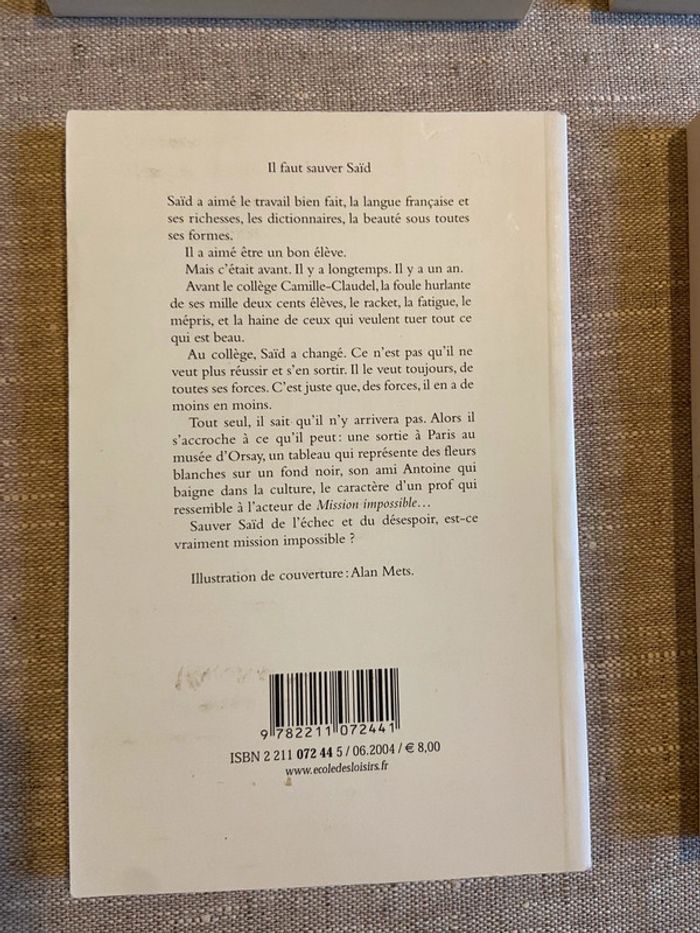 Il faut sauver Saïd
Saïd a aimé le travail bien fait, la langue française et
ses richesses, les dictionnaires, la beauté sous toutes
ses formes.
Il a aimé être un bon élève.
Mais c'était avant. Il y a longtemps. Il y a un an.
Avant le collège Camille-Claudel, la foule hurlante
de ses mille deux cents élèves, le racket, la fatigue, le
mépris, et la haine de ceux qui veulent tuer tout ce
qui est beau.
Au collège, Saïd a changé. Ce n'est pas qu'il ne
veut plus réussir et s'en sortir. Il le veut toujours, de
toutes ses forces. C'est juste que, des forces, il en a de
moins en moins.
Tout seul, il sait qu'il n'y arrivera pas. Alors il
s'accroche à ce qu'il peut : une sortie à Paris au
musée d'Orsay, un tableau qui représente des fleurs
blanches sur un fond noir, son ami Antoine qui
baigne dans la culture, le caractère d'un prof qui
ressemble à l'acteur de Mission impossible…
Sauver Saïd de l'échec et du désespoir, est-ce
vraiment mission impossible ?
Illustration de couverture : Alan Mets.
9 782211 072441
ISBN 2 211 072 44 5 / 06.2004 / € 8,00
www.ecoledesloisirs.fr